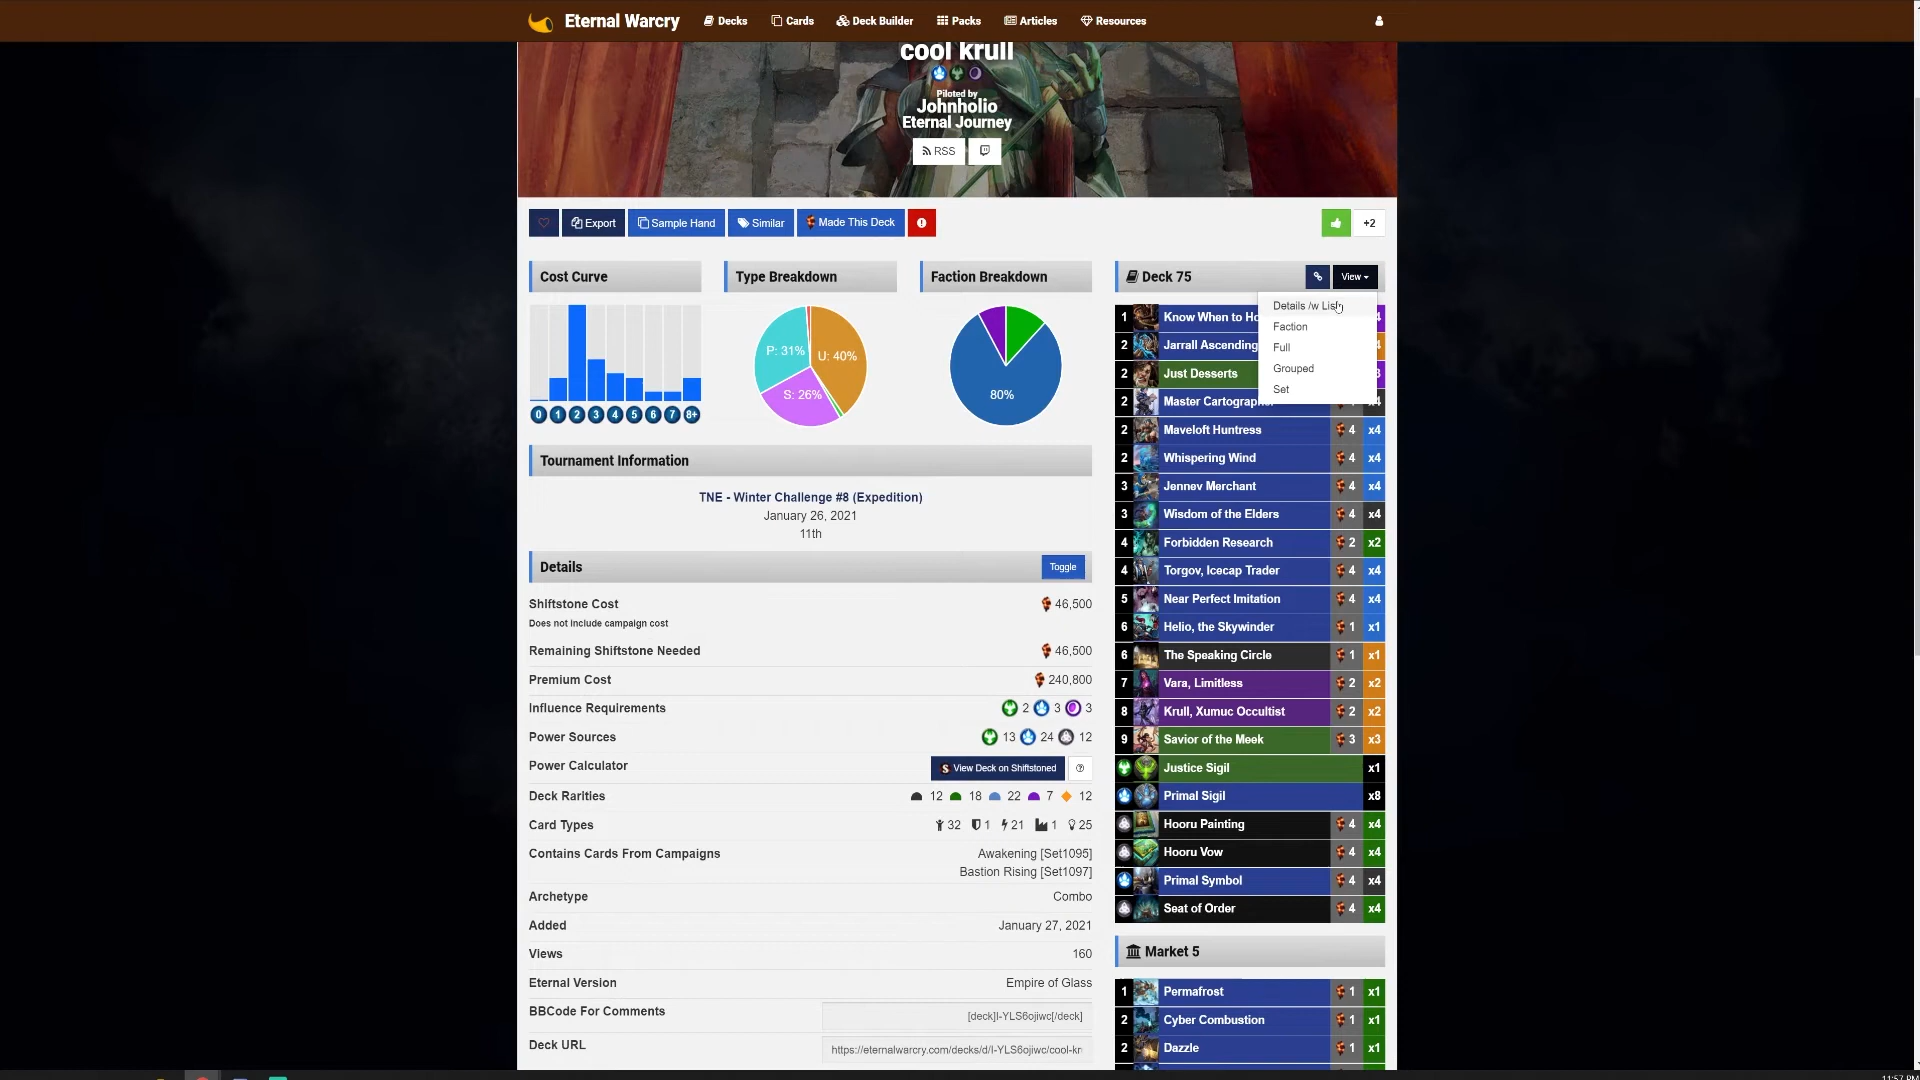 Eternal Warcry
Decks
Cards
Deck Builder
Packs
Articles
Resources
cool krull
Piloted by
Johnholio
Eternal Journey
RSS
Export
Sample Hand
Similar
Made This Deck
+2
Cost Curve
0 1 2 3 4 5 6 7 8+
Type Breakdown
P: 31%
U: 40%
S: 26%
Faction Breakdown
80%
Tournament Information
TNE - Winter Challenge #8 (Expedition)
January 26, 2021
11th
Details
Toggle
Shiftstone Cost 46,500
Does not include campaign cost
Remaining Shiftstone Needed 46,500
Premium Cost 240,800
Influence Requirements 2 3 3
Power Sources 13 24 12
Power Calculator View Deck on Shiftstoned
Deck Rarities 12 18 22 7 12
Card Types 32 1 21 1 25
Contains Cards From Campaigns Awakening [Set1095]
Bastion Rising [Set1097]
Archetype Combo
Added January 27, 2021
Views 160
Eternal Version Empire of Glass
BBCode For Comments [deck]l-YLS6ojiwc[/deck]
Deck URL https://eternalwarcry.com/decks/d/l-YLS6ojiwc/cool-kr
Deck 75
View
Details /w List
Faction
Full
Grouped
Set
1 Know When to Ho
2 Jarrall Ascending
2 Just Desserts
2 Master Cartograph x4
2 Maveloft Huntress 4 x4
2 Whispering Wind 4 x4
3 Jennev Merchant 4 x4
3 Wisdom of the Elders 4 x4
4 Forbidden Research 2 x2
4 Torgov, Icecap Trader 4 x4
5 Near Perfect Imitation 4 x4
6 Helio, the Skywinder 1 x1
6 The Speaking Circle 1 x1
7 Vara, Limitless 2 x2
8 Krull, Xumuc Occultist 2 x2
9 Savior of the Meek 3 x3
Justice Sigil x1
Primal Sigil x8
Hooru Painting 4 x4
Hooru Vow 4 x4
Primal Symbol 4 x4
Seat of Order 4 x4
Market 5
1 Permafrost 1 x1
2 Cyber Combustion 1 x1
2 Dazzle 1 x1